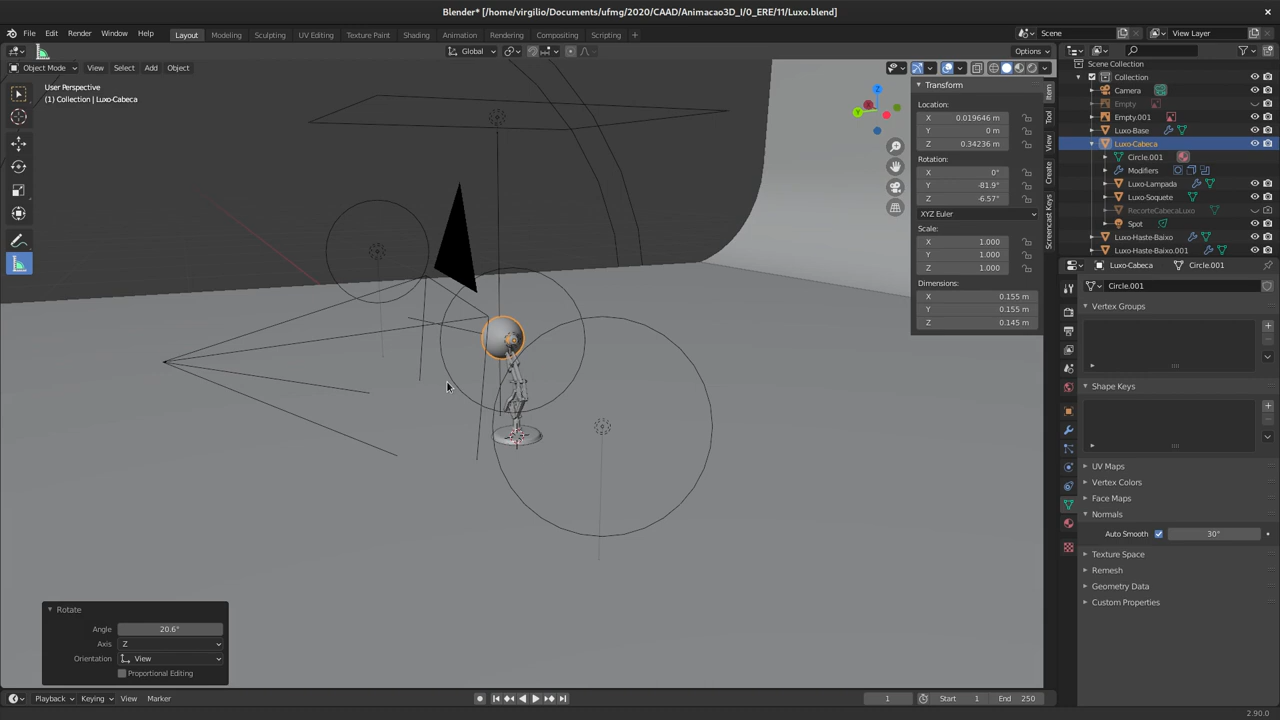 Blender* [/home/virgilio/Documents/ufmg/2020/CAAD/Animacao3D_I/0_ERE/11/Luxo.blend]
File Edit Render Window Help Layout Modeling Sculpting UV Editing Texture Paint Shading Animation Rendering Compositing Scripting + Scene View Layer
Global Options
Object Mode View Select Add Object
User Perspective
(1) Collection | Luxo-Cabeca
Transform
Location:
X 0.019646 m
Y 0 m
Z 0.34236 m
Rotation:
X 0°
Y -81.9°
Z -6.57°
XYZ Euler
Scale:
X 1.000
Y 1.000
Z 1.000
Dimensions:
X 0.155 m
Y 0.155 m
Z 0.145 m
Item
Tool
View
Create
Screencast Keys
Z
Y
X
Scene Collection
Collection
Camera
Empty
Empty.001
Luxo-Base
Luxo-Cabeca
Circle.001
Modifiers
Luxo-Lampada
Luxo-Soquete
RecorteCabecaLuxo
Spot
Luxo-Haste-Baixo
Luxo-Haste-Baixo.001
Luxo-Cabeca Circle.001
Circle.001
Vertex Groups
Shape Keys
UV Maps
Vertex Colors
Face Maps
Normals
Auto Smooth 30°
Texture Space
Remesh
Geometry Data
Custom Properties
Rotate
Angle 20.6°
Axis Z
Orientation View
Proportional Editing
Playback Keying View Marker 1 Start 1 End 250
2.90.0